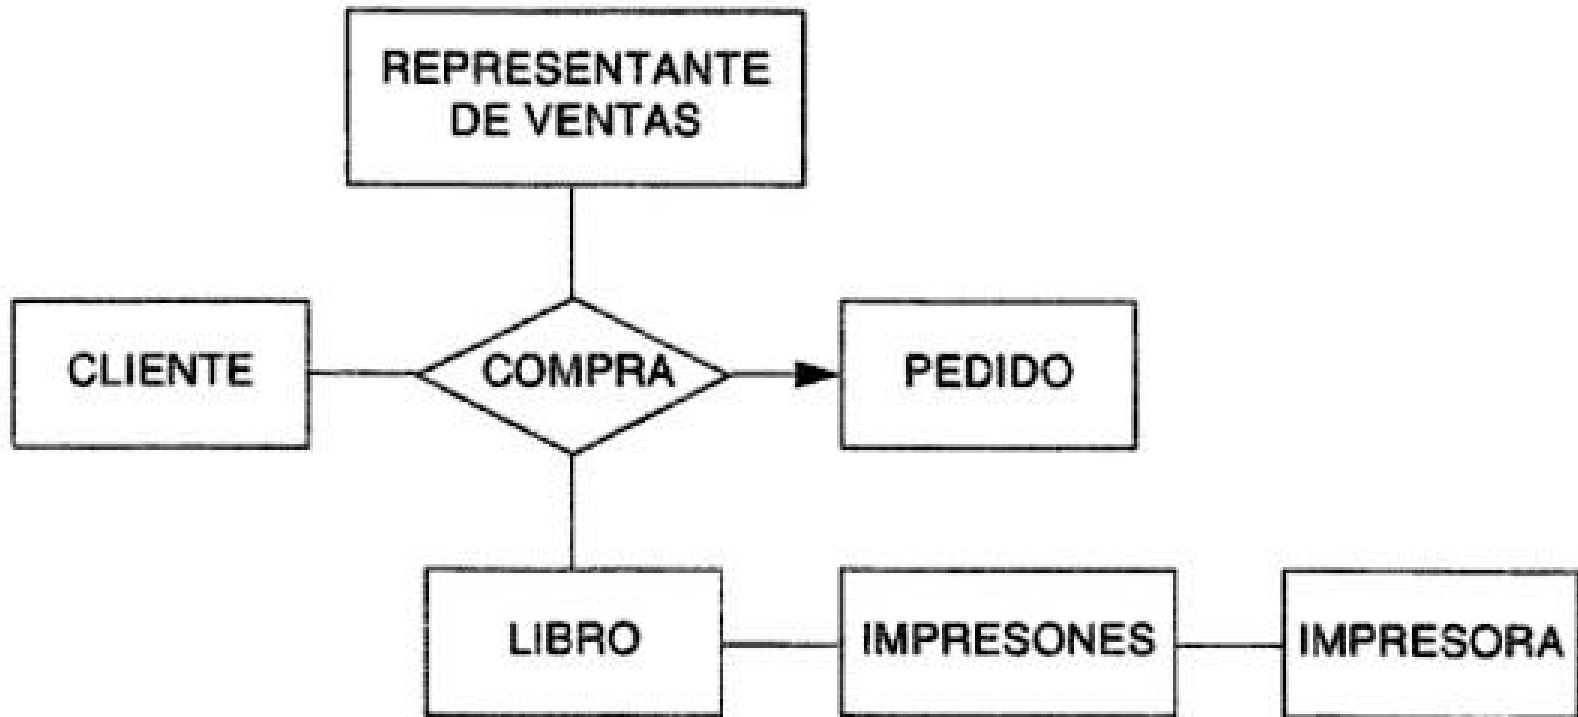 REPRESENTANTE
DE VENTAS
CLIENTE
COMPRA
PEDIDO
LIBRO
IMPRESONES
IMPRESORA